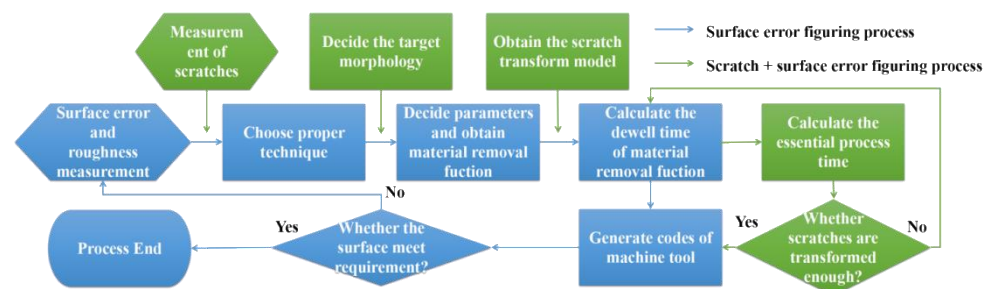 Measurem
ent of
scratches
Decide the target
morphology
Obtain the scratch
transform model
Surface error figuring process
Scratch + surface error figuring process
Surface error
and
roughness
measurement
Choose proper
technique
Decide parameters
and obtain
material removal
fuction
Calculate the
dewell time
of material
removal fuction
Calculate the
essential process
time
No
Process End
Yes
Whether the
surface meet
requirement?
Generate codes of
machine tool
Yes
Whether
scratches are
transformed
enough?
No